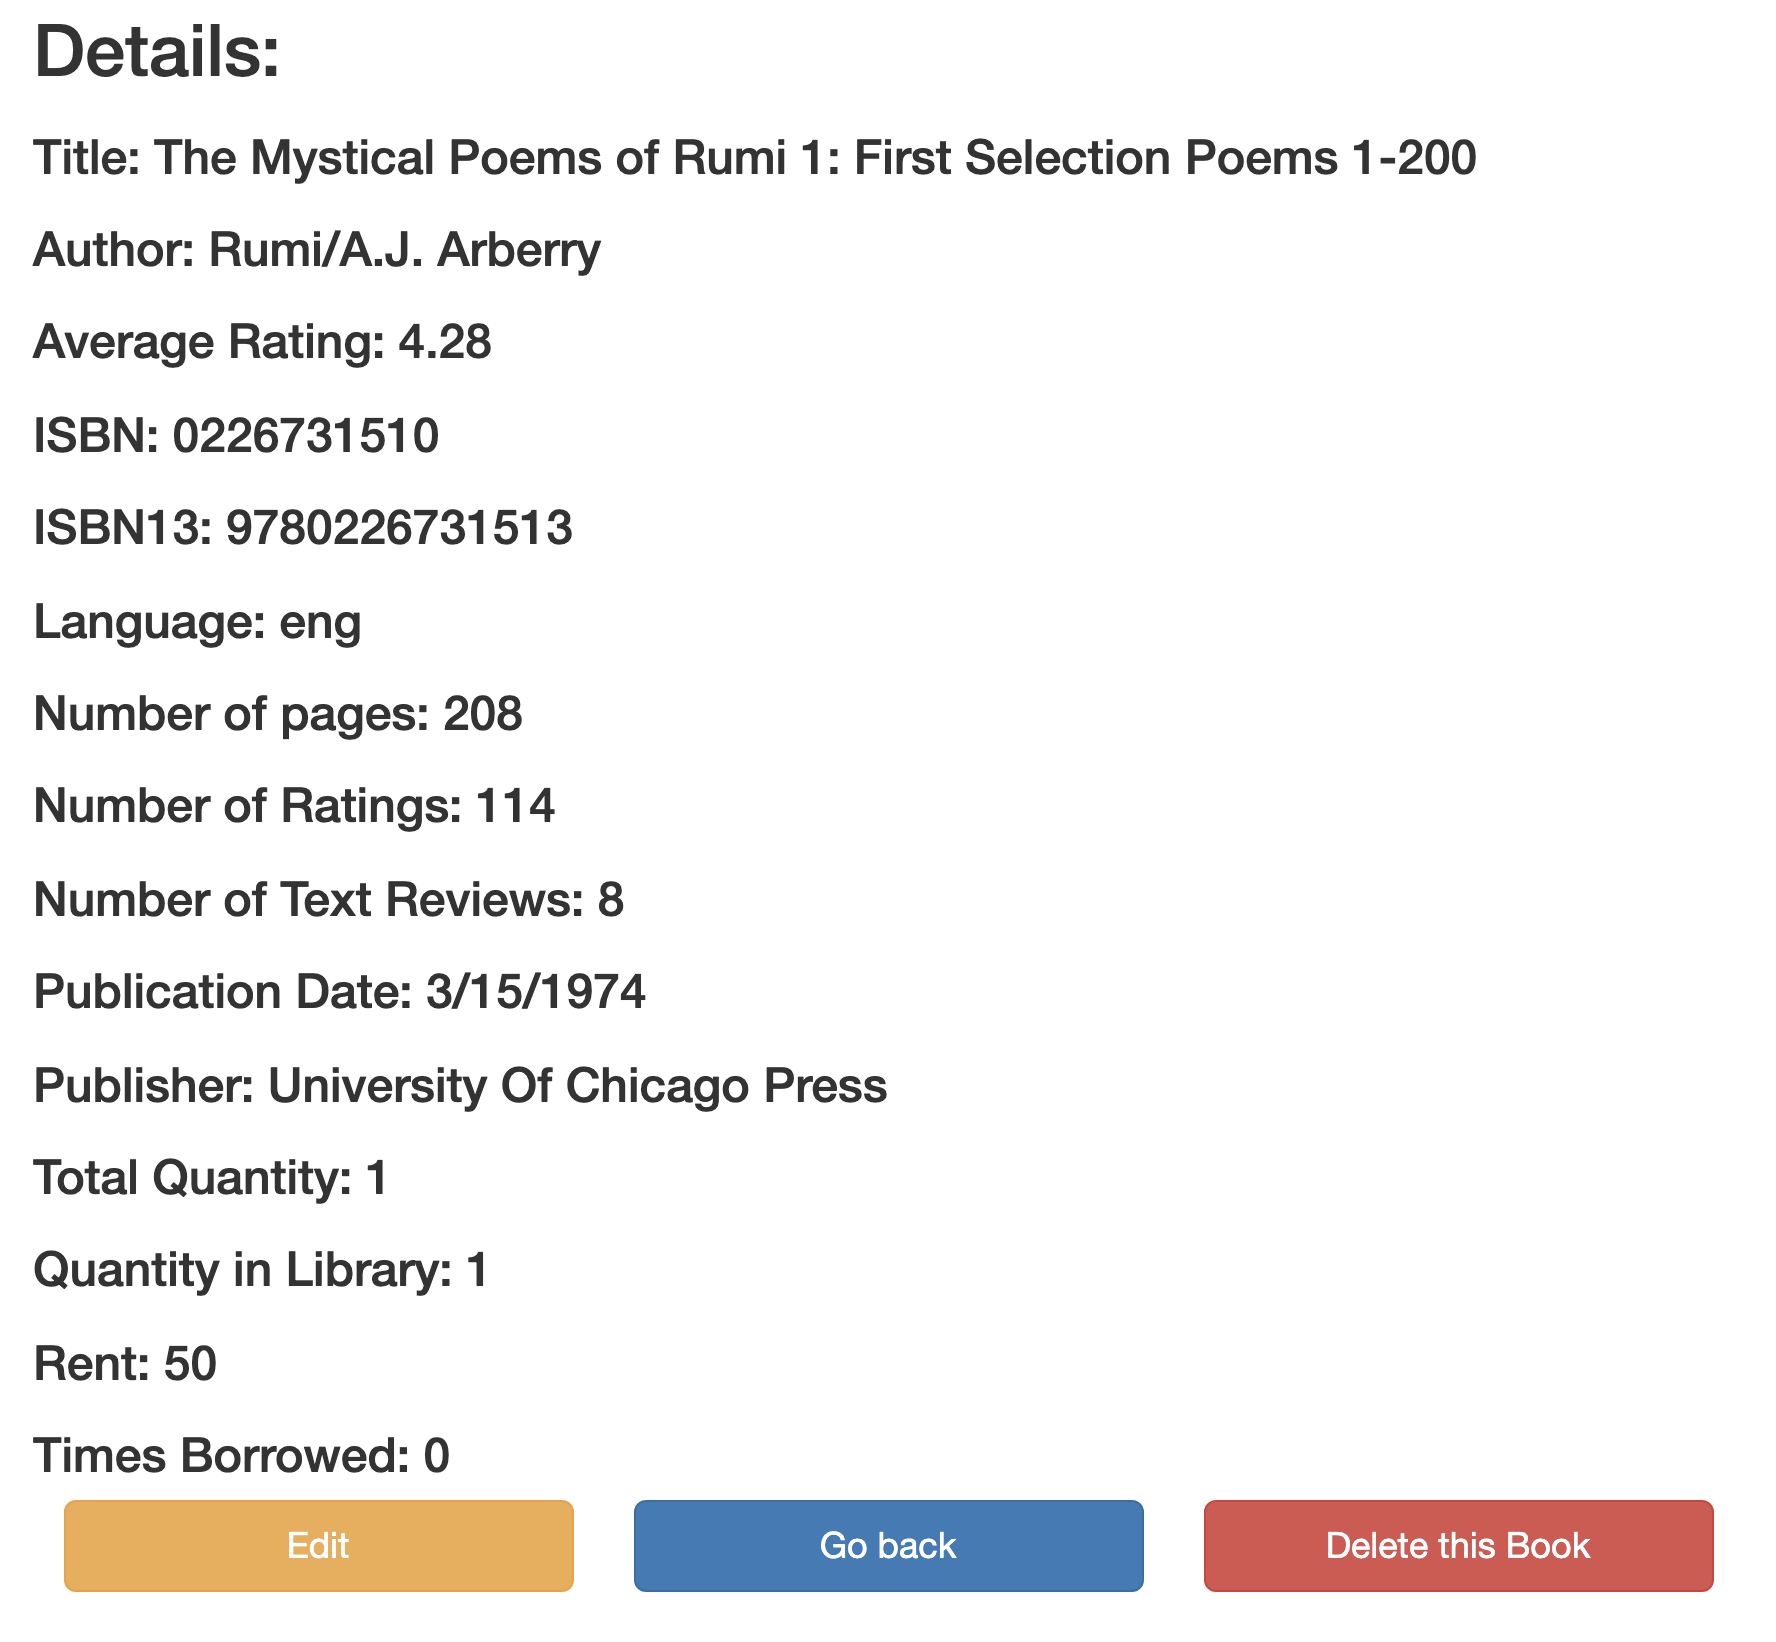 Details:
Title: The Mystical Poems of Rumi 1: First Selection Poems 1-200
Author: Rumi/A.J. Arberry
Average Rating: 4.28
ISBN: 0226731510
ISBN13: 9780226731513
Language: eng
Number of pages: 208
Number of Ratings: 114
Number of Text Reviews: 8
Publication Date: 3/15/1974
Publisher: University Of Chicago Press
Total Quantity: 1
Quantity in Library: 1
Rent: 50
Times Borrowed: 0
Edit
Go back
Delete this Book